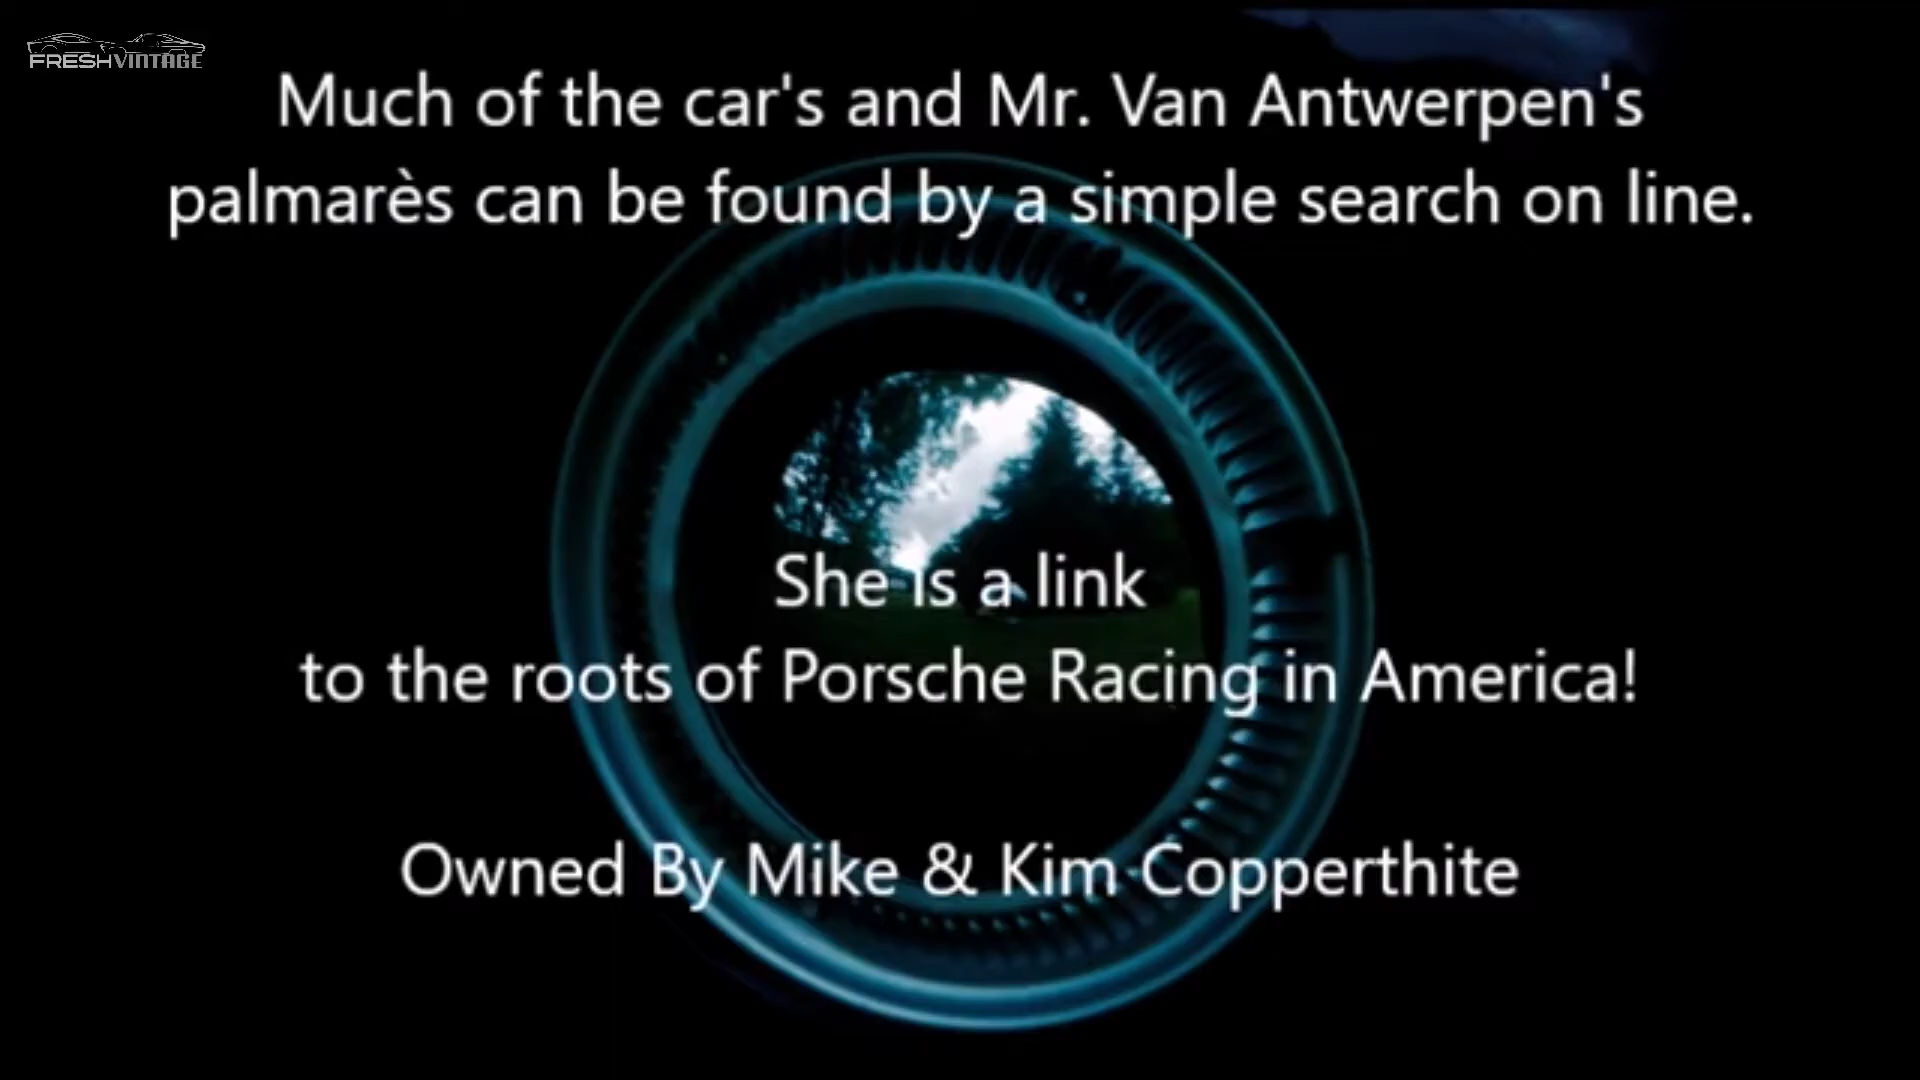 FRESHVINTAGE
Much of the car's and Mr. Van Antwerpen's
palmarès can be found by a simple search on line.
She is a link
to the roots of Porsche Racing in America!
Owned By Mike & Kim Copperthite